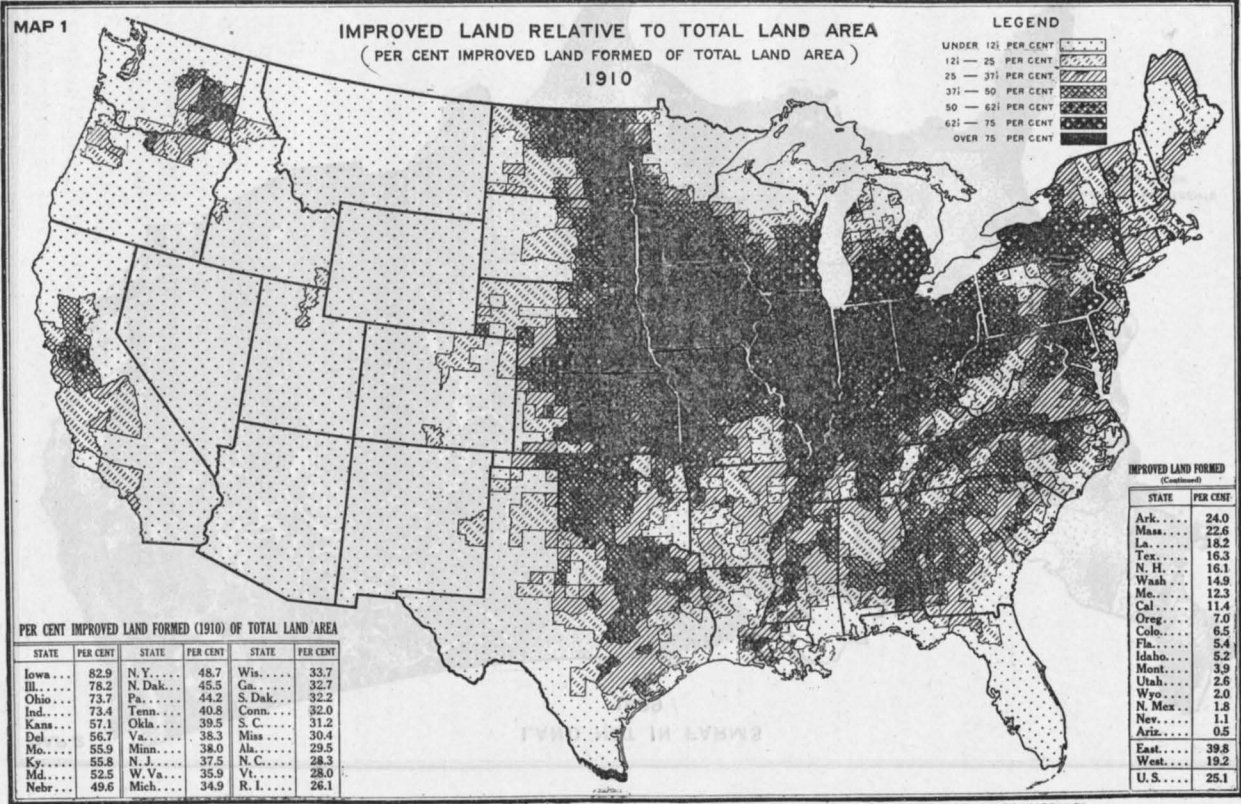 MAP 1
IMPROVED LAND RELATIVE TO TOTAL LAND AREA
(PER CENT IMPROVED LAND FORMED OF TOTAL LAND AREA)
1910
LEGEND
UNDER 12½ PER CENT
12½ — 25 PER CENT
25 — 37½ PER CENT
37½ — 50 PER CENT
50 — 62½ PER CENT
62½ — 75 PER CENT
OVER 75 PER CENT
PER CENT IMPROVED LAND FORMED (1910) OF TOTAL LAND AREA
STATE PER CENT STATE PER CENT STATE PER CENT
Iowa... 82.9 N.Y.... 48.7 Wis.... 33.7
Ill..... 78.2 N. Dak... 45.5 Ga..... 32.7
Ohio.... 73.7 Pa..... 44.2 S. Dak. 32.2
Ind..... 73.4 Tenn.... 40.8 Conn... 32.0
Kans.... 57.1 Okla... 39.5 S. C.... 31.2
Del..... 56.7 Va..... 38.3 Miss... 30.4
Mo..... 55.9 Minn.... 38.0 Ala..... 29.5
Ky..... 55.8 N. J.... 37.5 N. C.... 28.3
Md..... 52.5 W. Va... 35.9 Vt..... 28.0
Nebr... 49.6 Mich... 34.9 R. I..... 26.1
IMPROVED LAND FORMED
(Continued)
STATE PER CENT
Ark..... 24.0
Mass.... 22.6
La...... 18.2
Tex..... 16.3
N. H.... 16.1
Wash... 14.9
Me..... 12.3
Cal.... 11.4
Oreg.... 7.0
Colo.... 6.5
Fla..... 5.4
Idaho... 5.2
Mont... 3.9
Utah... 2.6
Wyo... 2.0
N. Mex. 1.8
Nev.... 1.1
Ariz.... 0.5
East.... 39.8
West.... 19.2
U. S.... 25.1